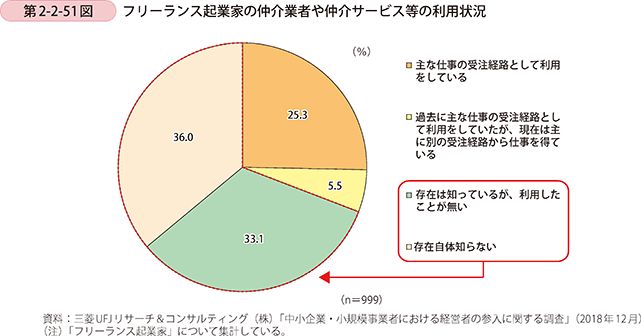 第2-2-51図
フリーランス起業家の仲介業者や仲介サービス等の利用状況
(%)
25.3
5.5
33.1
36.0
主な仕事の受注経路として利用
をしている
過去に主な仕事の受注経路とし
て利用をしていたが、現在は主
に別の受注経路から仕事を得て
いる
存在は知っているが、利用した
ことが無い
存在自体知らない
(n=999)
資料：三菱UFJリサーチ＆コンサルティング（株）「中小企業・小規模事業者における経営者の参入に関する調査」（2018年12月）
（注）「フリーランス起業家」について集計している。